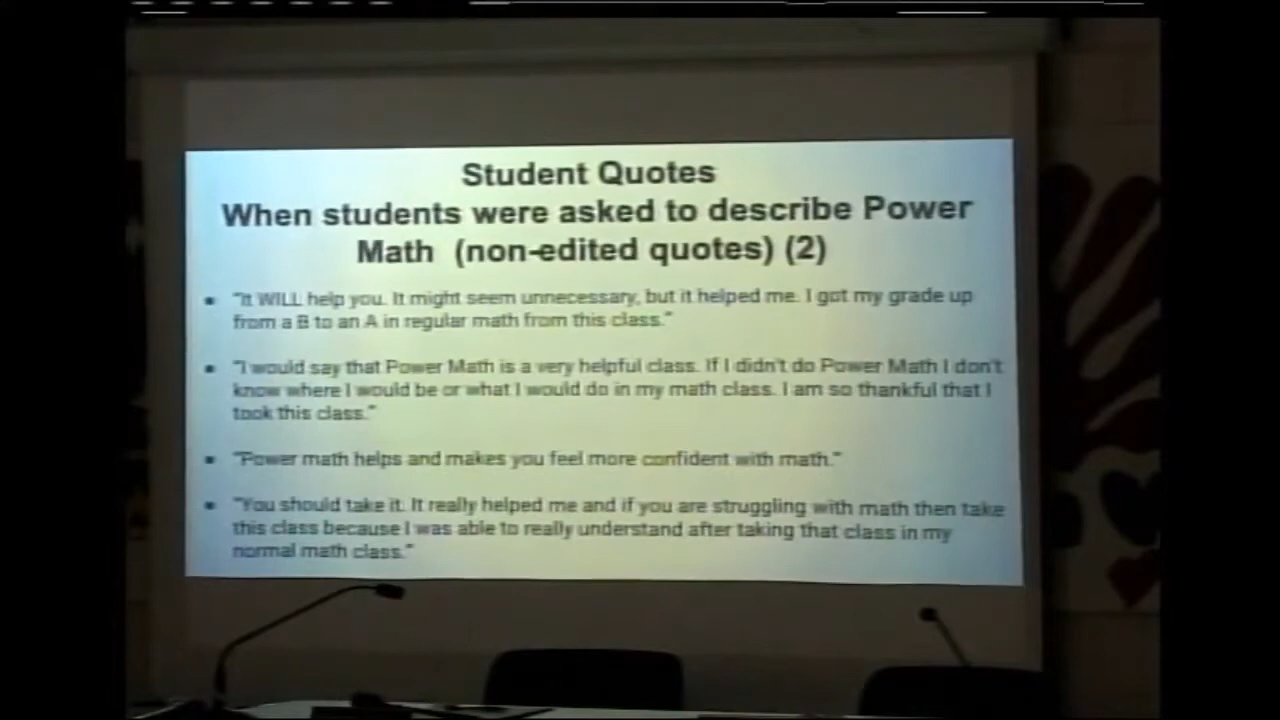 Student Quotes
When students were asked to describe Power
Math (non-edited quotes) (2)
• "It WILL help you. It might seem unnecessary, but it helped me. I got my grade up
from a B to an A in regular math from this class."
• "I would say that Power Math is a very helpful class. If I didn't do Power Math I don't
know where I would be or what I would do in my math class. I am so thankful that I
took this class."
• "Power math helps and makes you feel more confident with math."
• "You should take it. It really helped me and if you are struggling with math then take
this class because I was able to really understand after taking that class in my
normal math class."